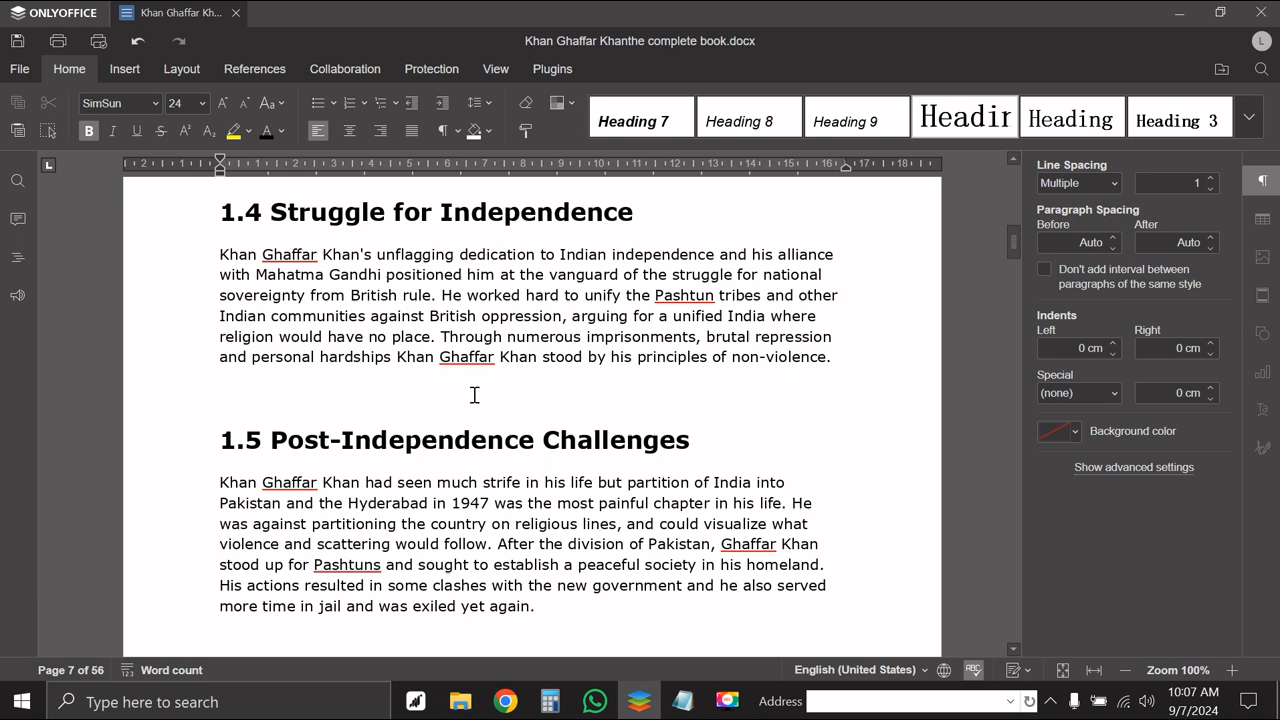 ONLYOFFICE
Khan Ghaffar Kh...
Khan Ghaffar Khanthe complete book.docx
L
File Home Insert Layout References Collaboration Protection View Plugins
SimSun 24
Heading 7 Heading 8 Heading 9 Headir Heading Heading 3
1.4 Struggle for Independence
Khan Ghaffar Khan's unflagging dedication to Indian independence and his alliance
with Mahatma Gandhi positioned him at the vanguard of the struggle for national
sovereignty from British rule. He worked hard to unify the Pashtun tribes and other
Indian communities against British oppression, arguing for a unified India where
religion would have no place. Through numerous imprisonments, brutal repression
and personal hardships Khan Ghaffar Khan stood by his principles of non-violence.
1.5 Post-Independence Challenges
Khan Ghaffar Khan had seen much strife in his life but partition of India into
Pakistan and the Hyderabad in 1947 was the most painful chapter in his life. He
was against partitioning the country on religious lines, and could visualize what
violence and scattering would follow. After the division of Pakistan, Ghaffar Khan
stood up for Pashtuns and sought to establish a peaceful society in his homeland.
His actions resulted in some clashes with the new government and he also served
more time in jail and was exiled yet again.
Line Spacing
Multiple 1
Paragraph Spacing
Before After
Auto Auto
Don't add interval between
paragraphs of the same style
Indents
Left Right
0 cm 0 cm
Special
(none) 0 cm
Background color
Show advanced settings
Page 7 of 56 Word count English (United States) Zoom 100%
Type here to search Address 10:07 AM
9/7/2024